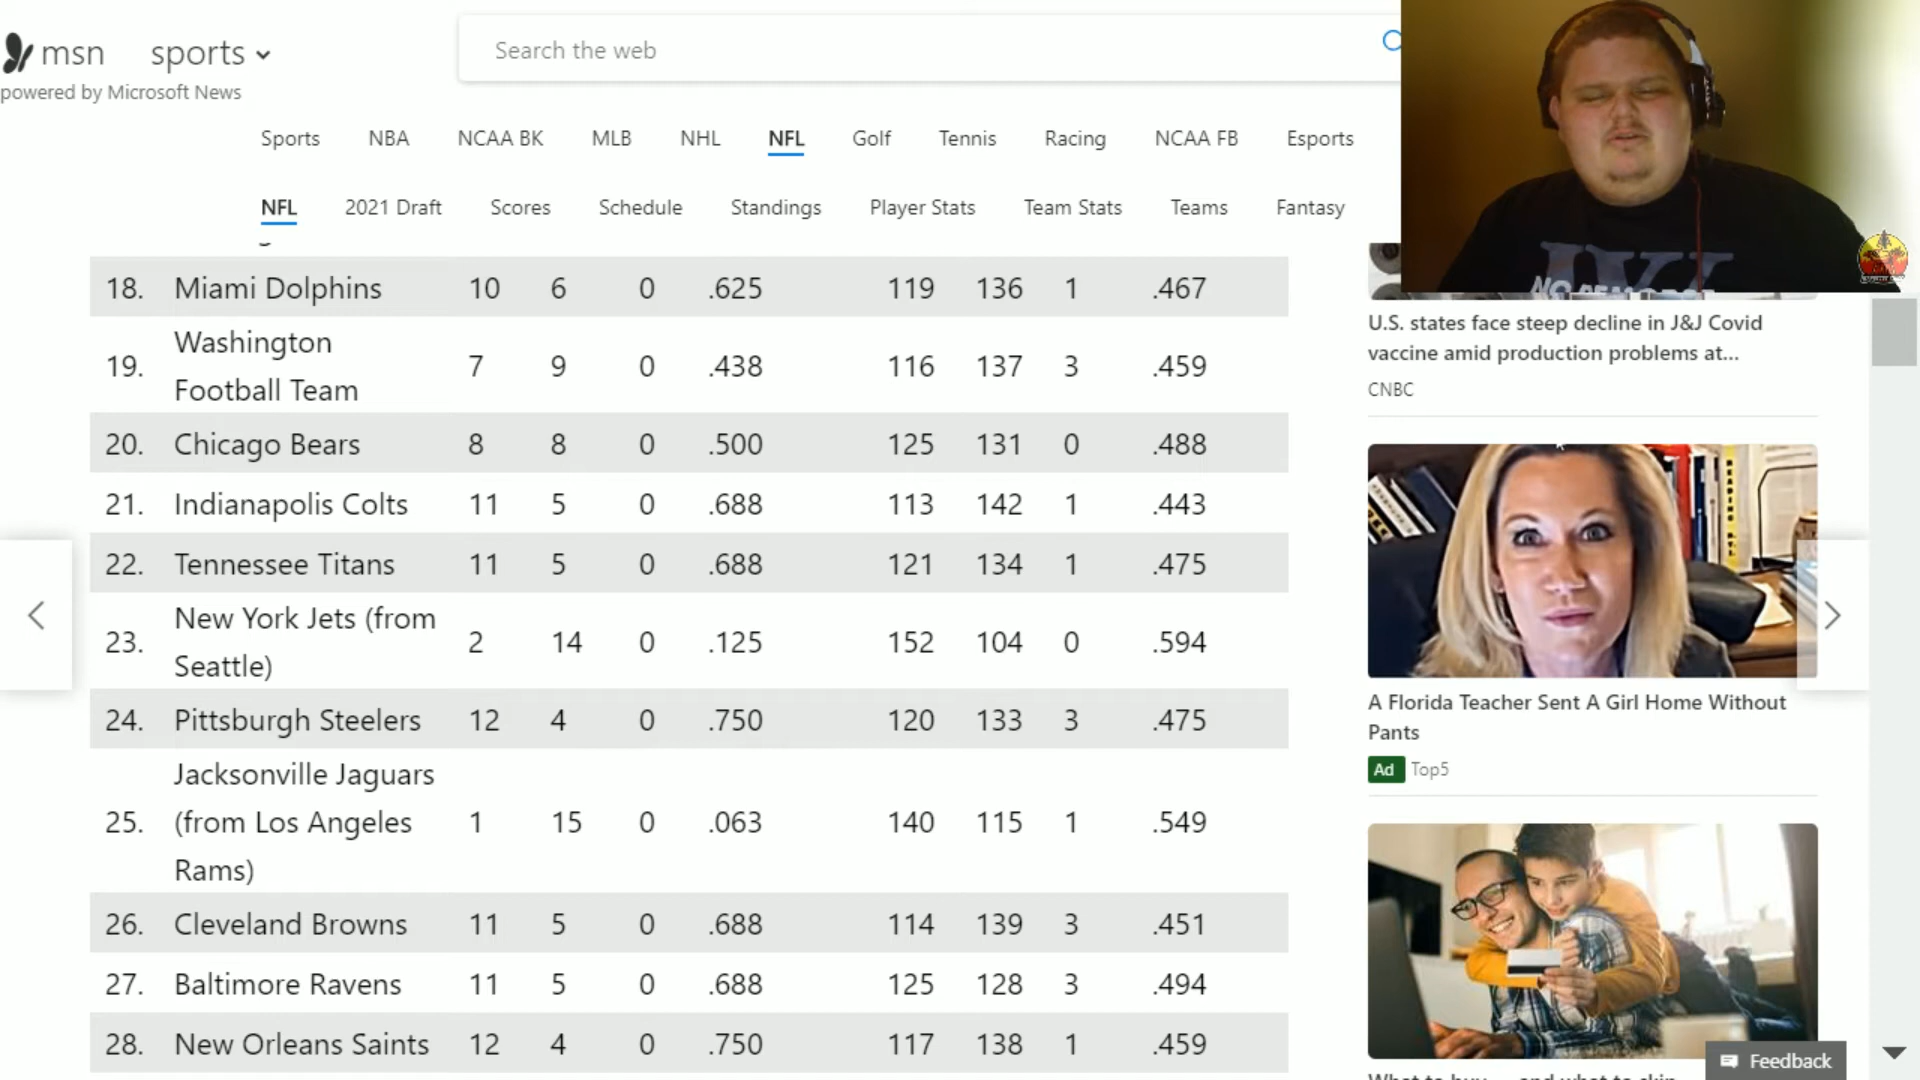 msn sports
Search the web
powered by Microsoft News
Sports NBA NCAA BK MLB NHL NFL Golf Tennis Racing NCAA FB Esports
NFL 2021 Draft Scores Schedule Standings Player Stats Team Stats Teams Fantasy
18. Miami Dolphins 10 6 0 .625 119 136 1 .467
Washington
19. Football Team 7 9 0 .438 116 137 3 .459
20. Chicago Bears 8 8 0 .500 125 131 0 .488
21. Indianapolis Colts 11 5 0 .688 113 142 1 .443
22. Tennessee Titans 11 5 0 .688 121 134 1 .475
New York Jets (from
23. Seattle) 2 14 0 .125 152 104 0 .594
24. Pittsburgh Steelers 12 4 0 .750 120 133 3 .475
Jacksonville Jaguars
25. (from Los Angeles 1 15 0 .063 140 115 1 .549
Rams)
26. Cleveland Browns 11 5 0 .688 114 139 3 .451
27. Baltimore Ravens 11 5 0 .688 125 128 3 .494
28. New Orleans Saints 12 4 0 .750 117 138 1 .459
U.S. states face steep decline in J&J Covid
vaccine amid production problems at...
CNBC
A Florida Teacher Sent A Girl Home Without
Pants
Ad Top5
Feedback